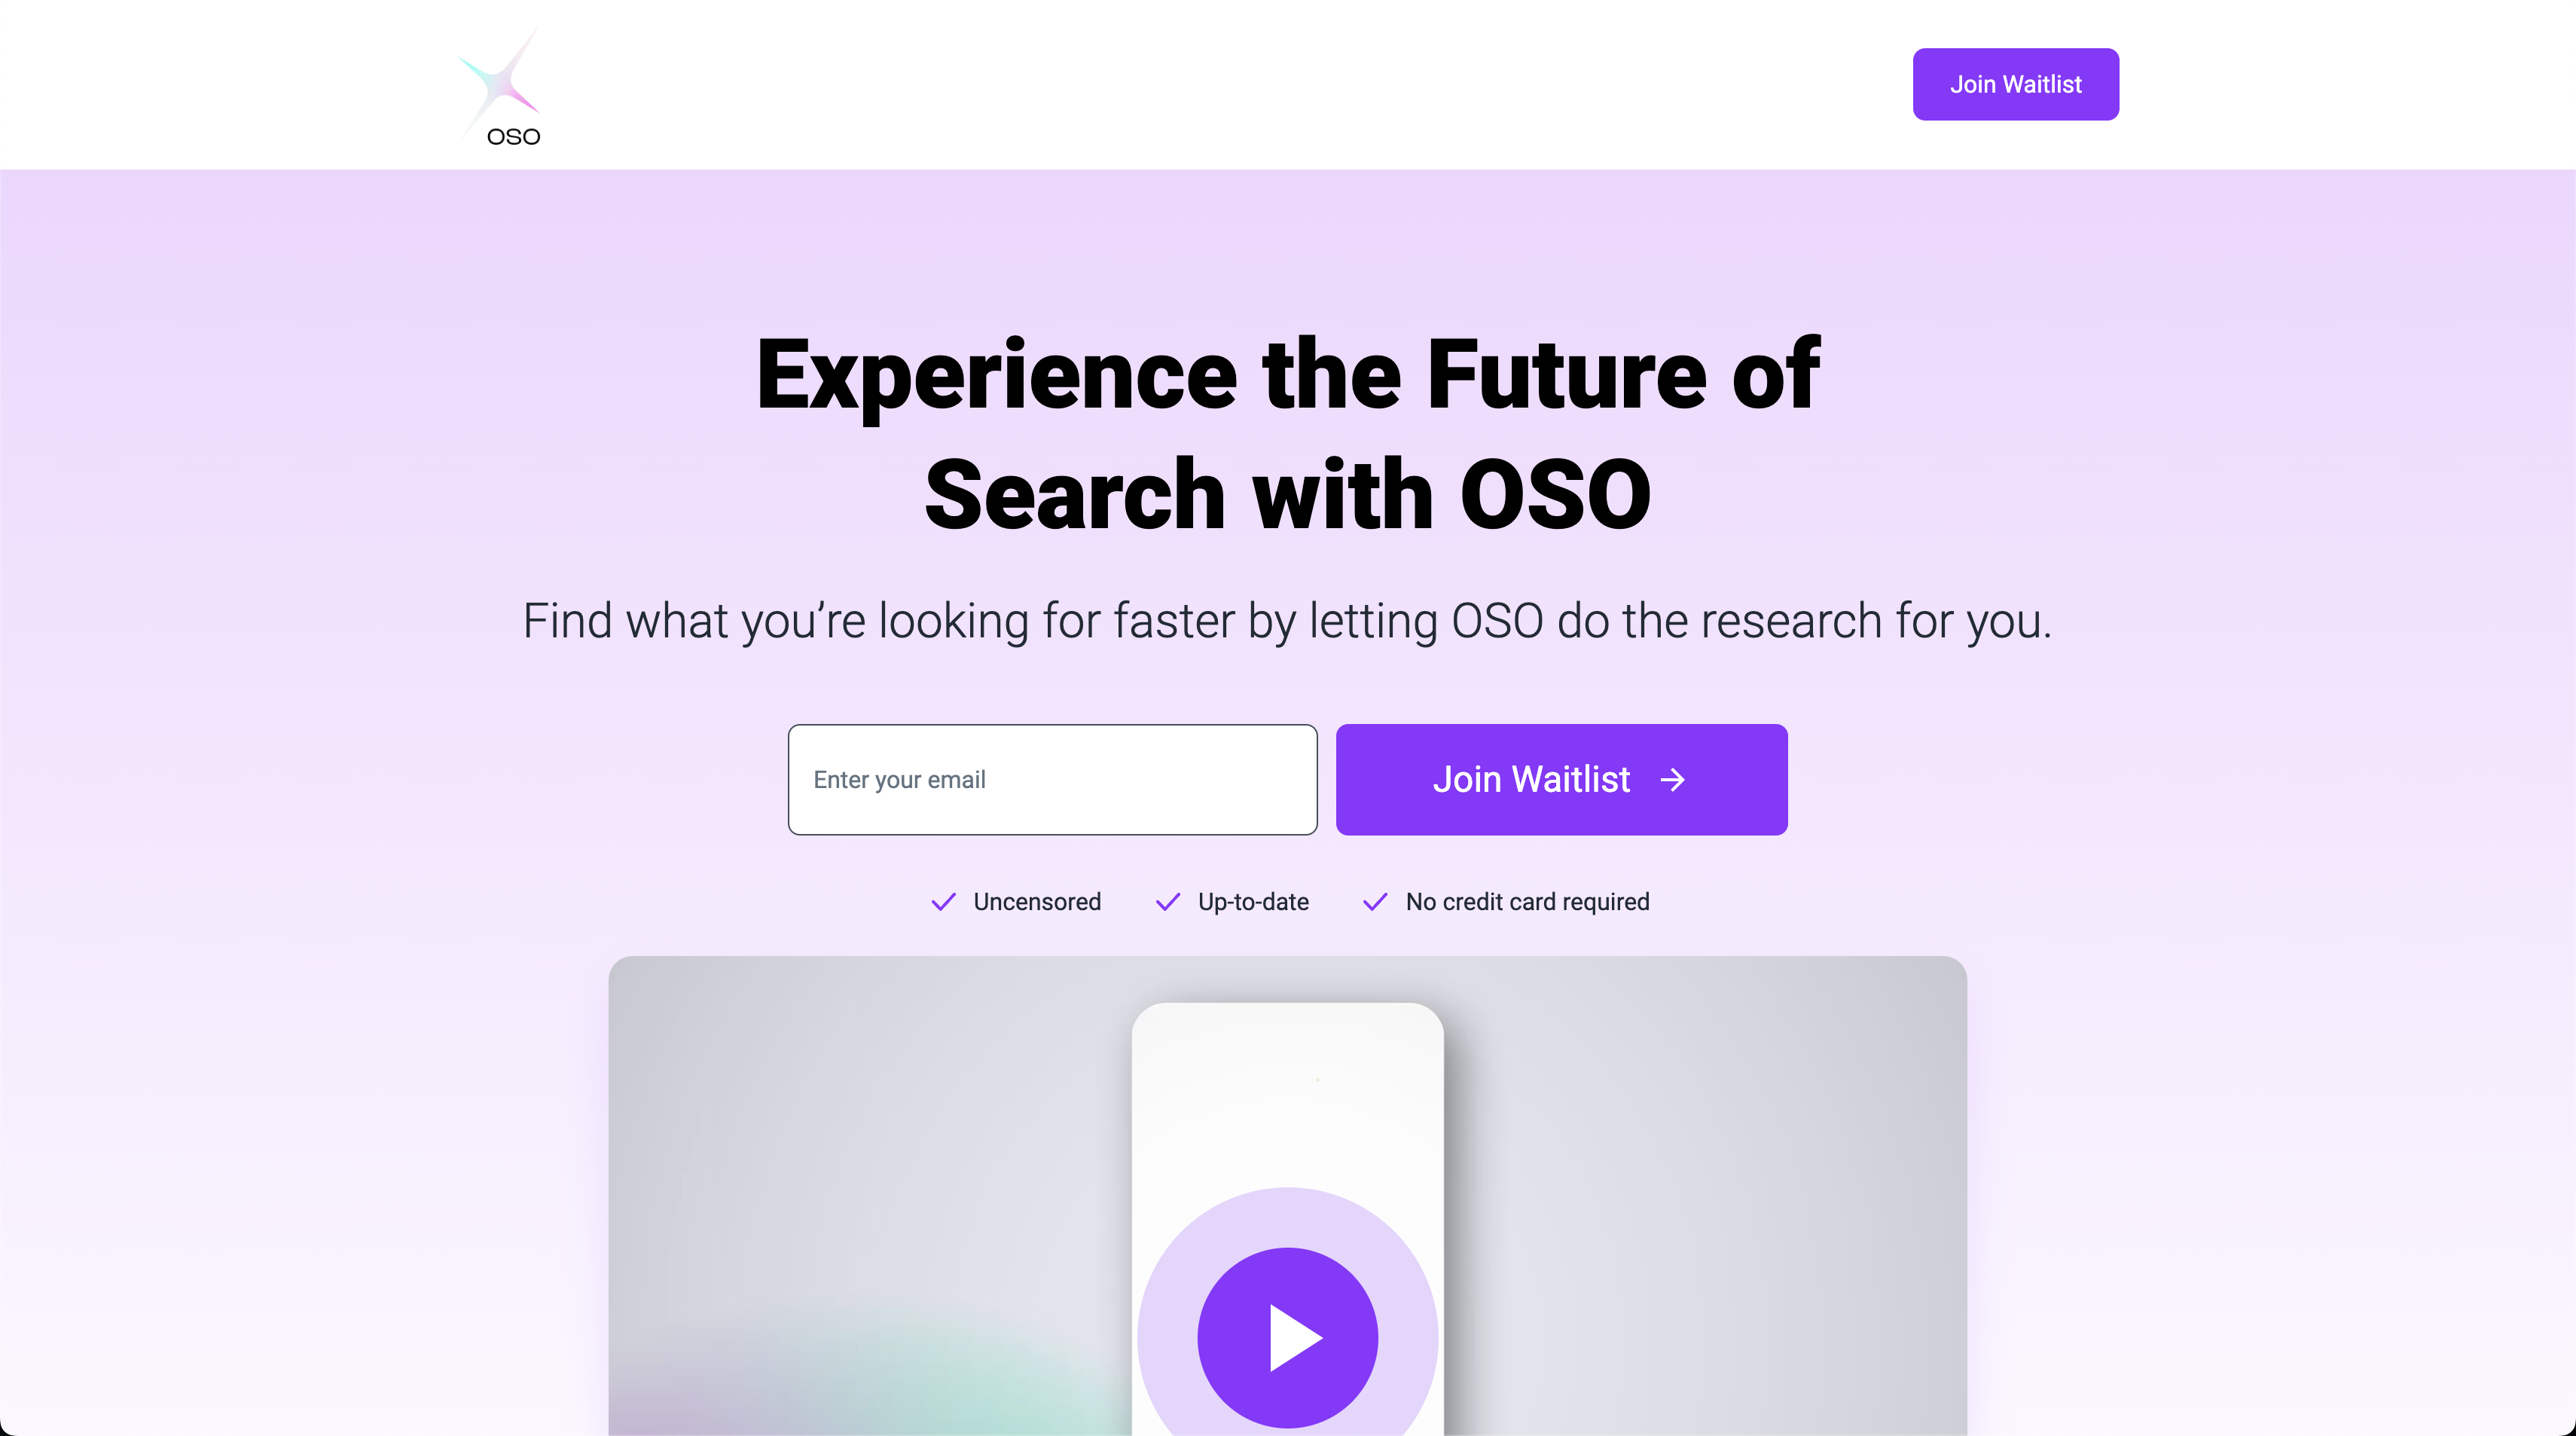 OSO
Join Waitlist
Experience the Future of
Search with OSO
Find what you’re looking for faster by letting OSO do the research for you.
Enter your email
Join Waitlist
Uncensored
Up-to-date
No credit card required